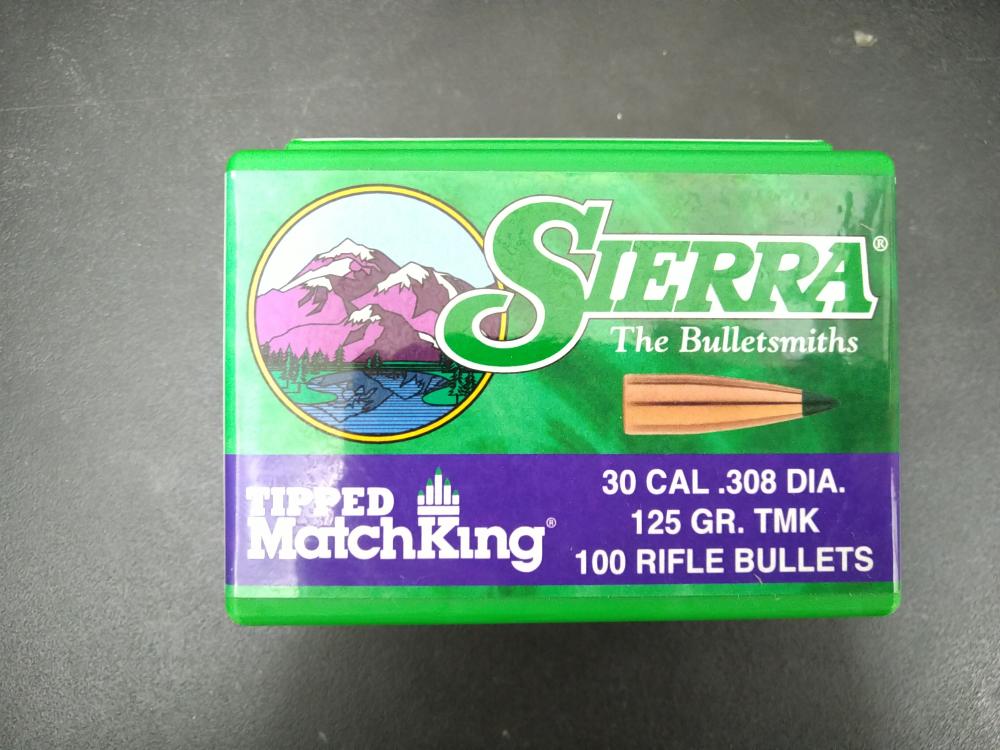 SIERRA®
The Bulletsmiths
TIPPED
MatchKing®
30 CAL .308 DIA.
125 GR. TMK
100 RIFLE BULLETS